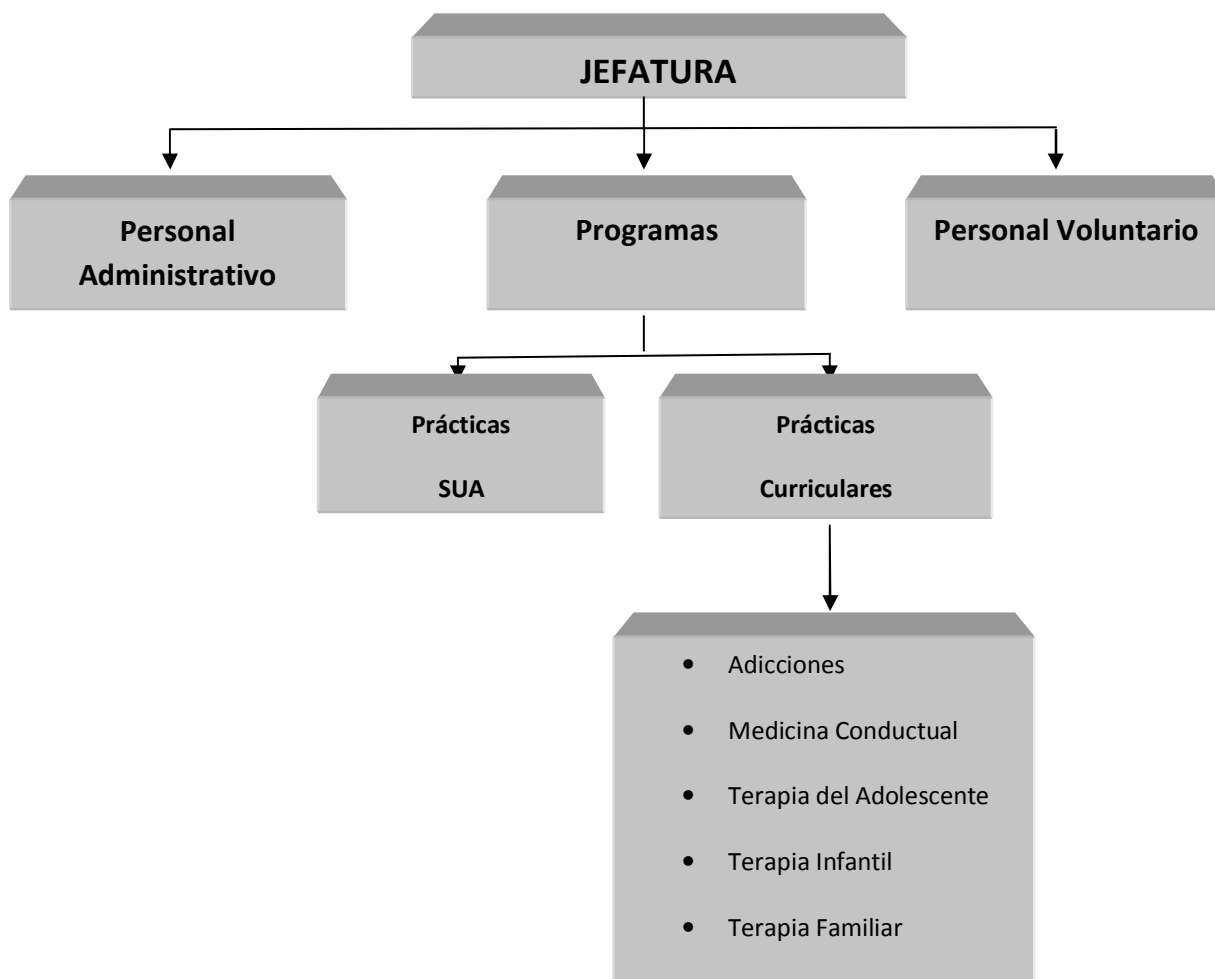 JEFATURA
Personal
Administrativo
Programas
Personal Voluntario
Prácticas
SUA
Prácticas
Curriculares
• Adicciones
• Medicina Conductual
• Terapia del Adolescente
• Terapia Infantil
• Terapia Familiar